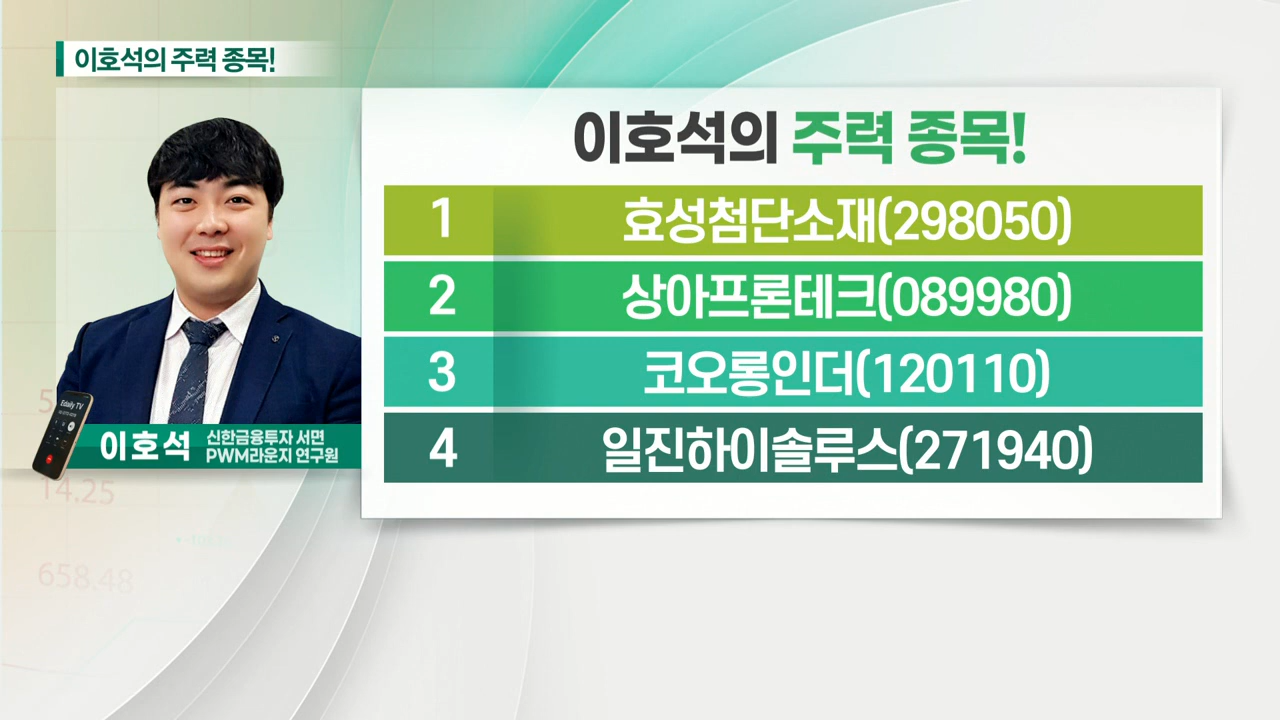 이호석의 주력 종목!
이호석의 주력 종목!
1 효성첨단소재(298050)
2 상아프론테크(089980)
3 코오롱인더(120110)
4 일진하이솔루스(271940)
Edaily TV
이호석 신한금융투자 서면
PWM라운지 연구원
14.25
658.48